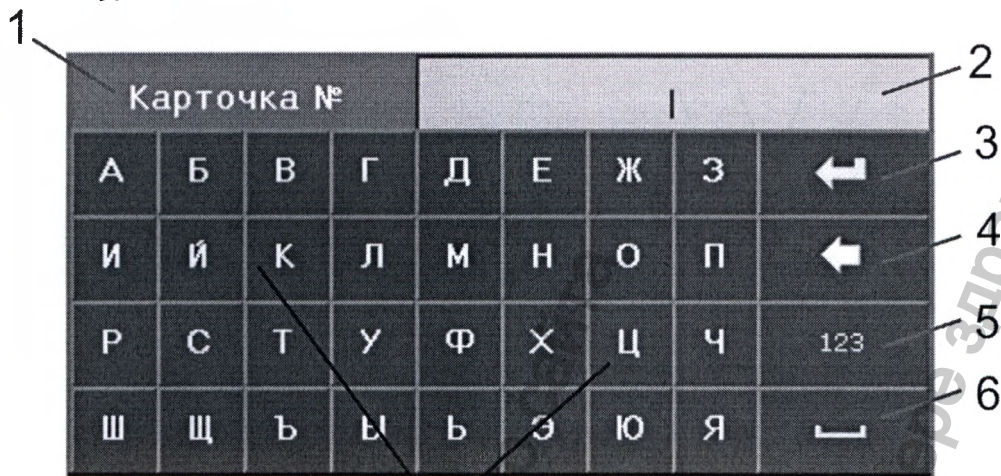 1
2
Карточка №
А Б В Г Д Е Ж З
3
И Й К Л М Н О П
4
Р С Т У Ф Х Ц Ч 123
5
Ш Щ Ъ Ы Ь Э Ю Я
6